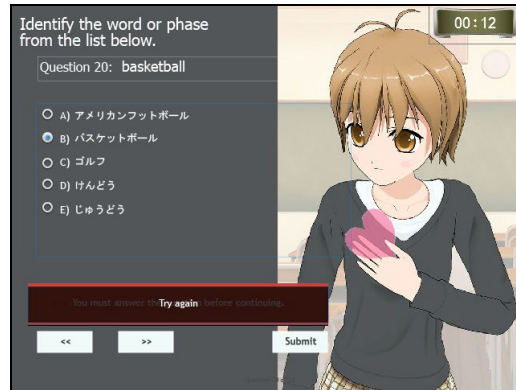 Identify the word or phase
from the list below.
00:12
Question 20: basketball
A) アメリカンフットボール
B) バスケットボール
C) ゴルフ
D) けんどう
E) じゅうどう
You must answer the before continuing.
Try again
<<
>>
Submit